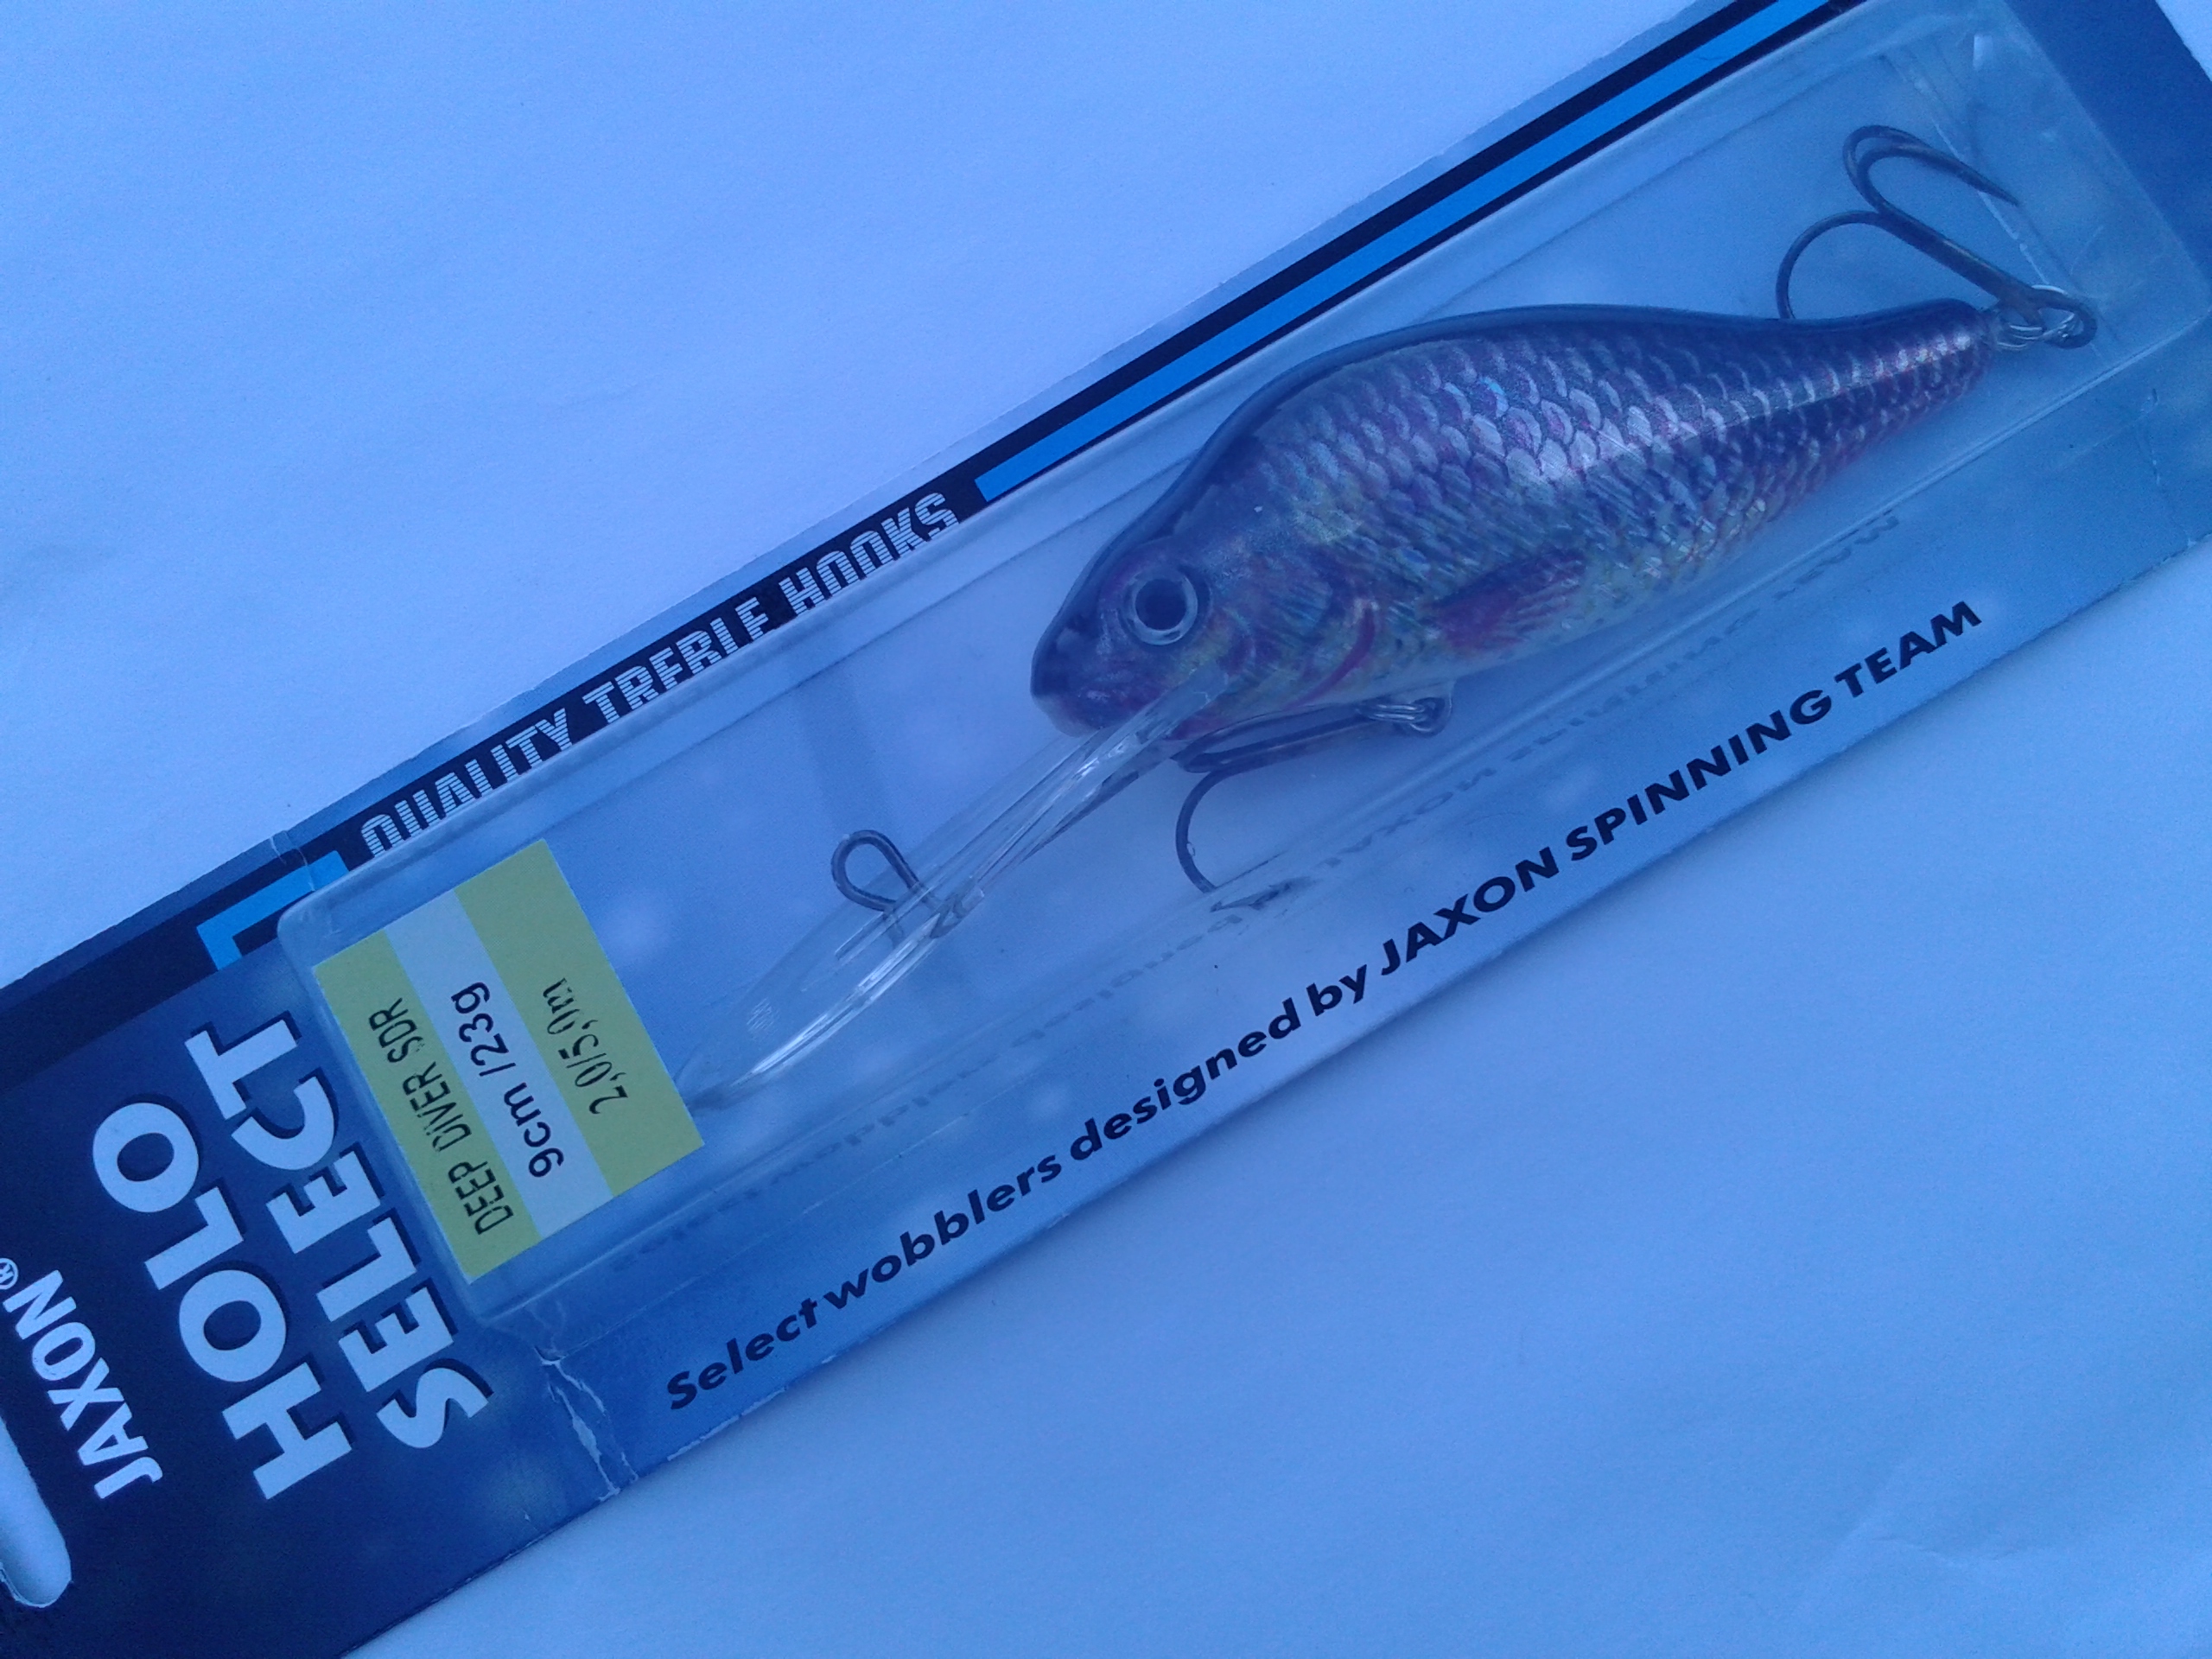 JAXON®
HOLO
SELECT
QUALITY TREBLE HOOKS
DEEP DiVER SDR
9cm /23g
2,0/5,0m
Select wobblers designed by JAXON SPINNING TEAM